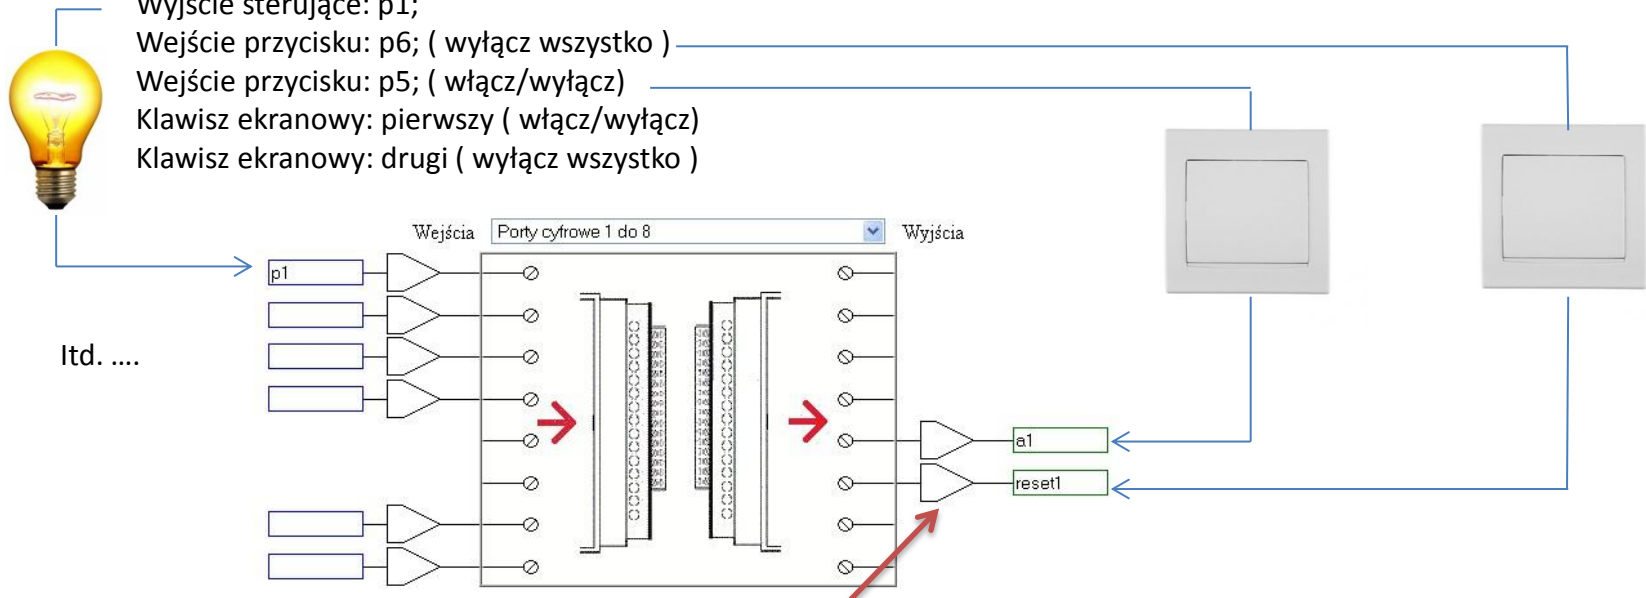 Wyjście sterujące: p1;
Wejście przycisku: p6; ( wyłącz wszystko )
Wejście przycisku: p5; ( włącz/wyłącz)
Klawisz ekranowy: pierwszy ( włącz/wyłącz)
Klawisz ekranowy: drugi ( wyłącz wszystko )
Wejścia Porty cyfrowe 1 do 8 Wyjścia
p1
Itd. ....
a1
reset1